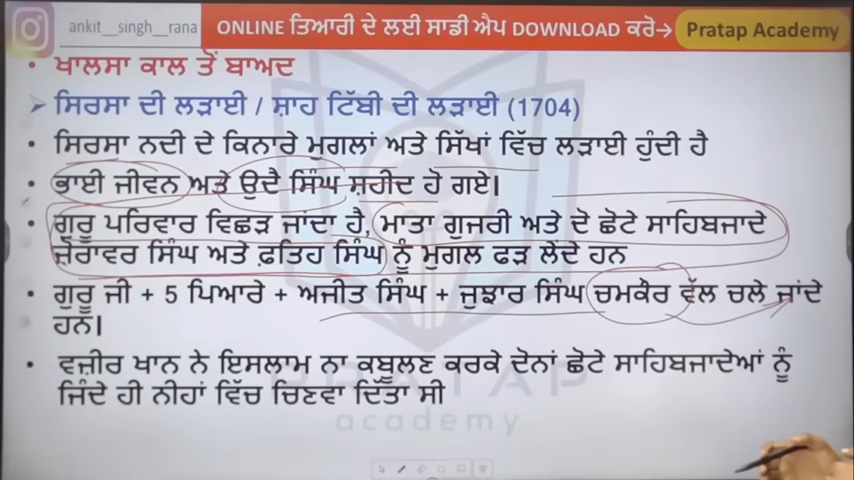 ankit__singh_rana
ONLINE ਤਿਆਰੀ ਦੇ ਲਈ ਸਾਡੀ ਐਪ DOWNLOAD ਕਰੋ→
Pratap Academy
• ਖਾਲਸਾ ਕਾਲ ਤੋਂ ਬਾਅਦ
➤ ਸਿਰਸਾ ਦੀ ਲੜਾਈ / ਸ਼ਾਹ ਟਿੱਬੀ ਦੀ ਲੜਾਈ (1704)
• ਸਿਰਸਾ ਨਦੀ ਦੇ ਕਿਨਾਰੇ ਮੁਗਲਾਂ ਅਤੇ ਸਿੱਖਾਂ ਵਿੱਚ ਲੜਾਈ ਹੁੰਦੀ ਹੈ
• ਭਾਈ ਜੀਵਨ ਅਤੇ ਉਦੈ ਸਿੰਘ ਸ਼ਹੀਦ ਹੋ ਗਏ।
• ਗੁਰੂ ਪਰਿਵਾਰ ਵਿਛੜ ਜਾਂਦਾ ਹੈ, ਮਾਤਾ ਗੁਜਰੀ ਅਤੇ ਦੋ ਛੋਟੇ ਸਾਹਿਬਜਾਦੇ
ਜ਼ੋਰਾਵਰ ਸਿੰਘ ਅਤੇ ਫ਼ਤਿਹ ਸਿੰਘ ਨੂੰ ਮੁਗਲ ਫੜ ਲੇਂਦੇ ਹਨ
• ਗੁਰੂ ਜੀ + 5 ਪਿਆਰੇ + ਅਜੀਤ ਸਿੰਘ + ਜੁਝਾਰ ਸਿੰਘ ਚਮਕੌਰ ਵੱਲ ਚਲੇ ਜਾਂਦੇ
ਹਨ।
• ਵਜ਼ੀਰ ਖਾਨ ਨੇ ਇਸਲਾਮ ਨਾ ਕਬੂਲਣ ਕਰਕੇ ਦੋਨਾਂ ਛੋਟੇ ਸਾਹਿਬਜਾਦੇਆਂ ਨੂੰ
ਜਿੰਦੇ ਹੀ ਨੀਹਾਂ ਵਿੱਚ ਚਿਣਵਾ ਦਿੱਤਾ ਸੀ
PRATAP
academy